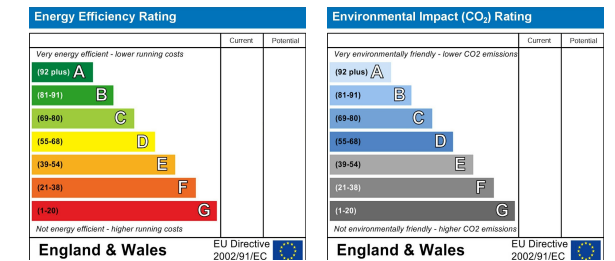 Energy Efficiency Rating
Current Potential
Very energy efficient - lower running costs
(92 plus) A
(81-91) B
(69-80) C
(55-68) D
(39-54) E
(21-38) F
(1-20) G
Not energy efficient - higher running costs
England & Wales
EU Directive
2002/91/EC
Environmental Impact (CO₂) Rating
Current Potential
Very environmentally friendly - lower CO2 emissions
(92 plus) A
(81-91) B
(69-80) C
(55-68) D
(39-54) E
(21-38) F
(1-20) G
Not environmentally friendly - higher CO2 emissions
England & Wales
EU Directive
2002/91/EC